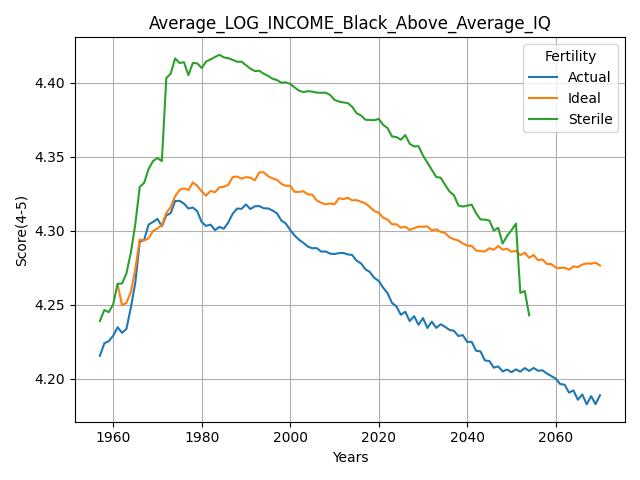 Average_LOG_INCOME_Black_Above_Average_IQ
Fertility
Actual
Ideal
Sterile
Score(4-5)
4.40
4.35
4.30
4.25
4.20
1960 1980 2000 2020 2040 2060
Years